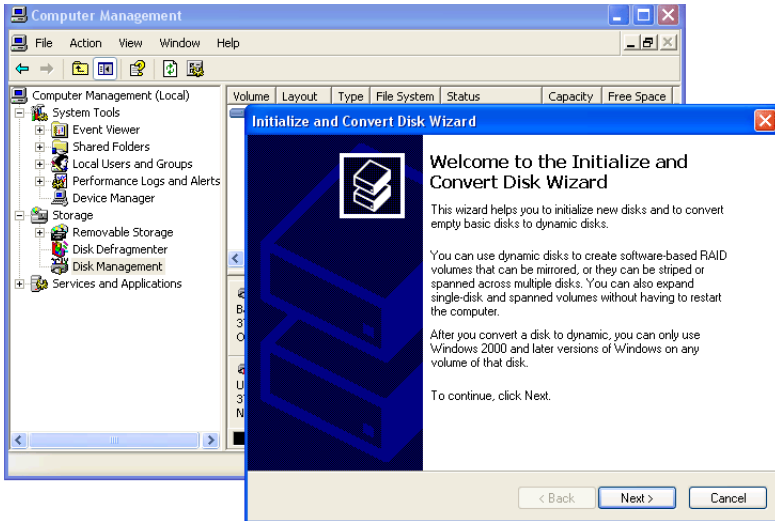 Computer Management
File Action View Window Help
Computer Management (Local)
System Tools
Event Viewer
Shared Folders
Local Users and Groups
Performance Logs and Alerts
Device Manager
Storage
Removable Storage
Disk Defragmenter
Disk Management
Services and Applications
Volume Layout Type File System Status Capacity Free Space
Initialize and Convert Disk Wizard
Welcome to the Initialize and
Convert Disk Wizard
This wizard helps you to initialize new disks and to convert
empty basic disks to dynamic disks.
You can use dynamic disks to create software-based RAID
volumes that can be mirrored, or they can be striped or
spanned across multiple disks. You can also expand
single-disk and spanned volumes without having to restart
the computer.
After you convert a disk to dynamic, you can only use
Windows 2000 and later versions of Windows on any
volume of that disk.
To continue, click Next.
< Back Next > Cancel